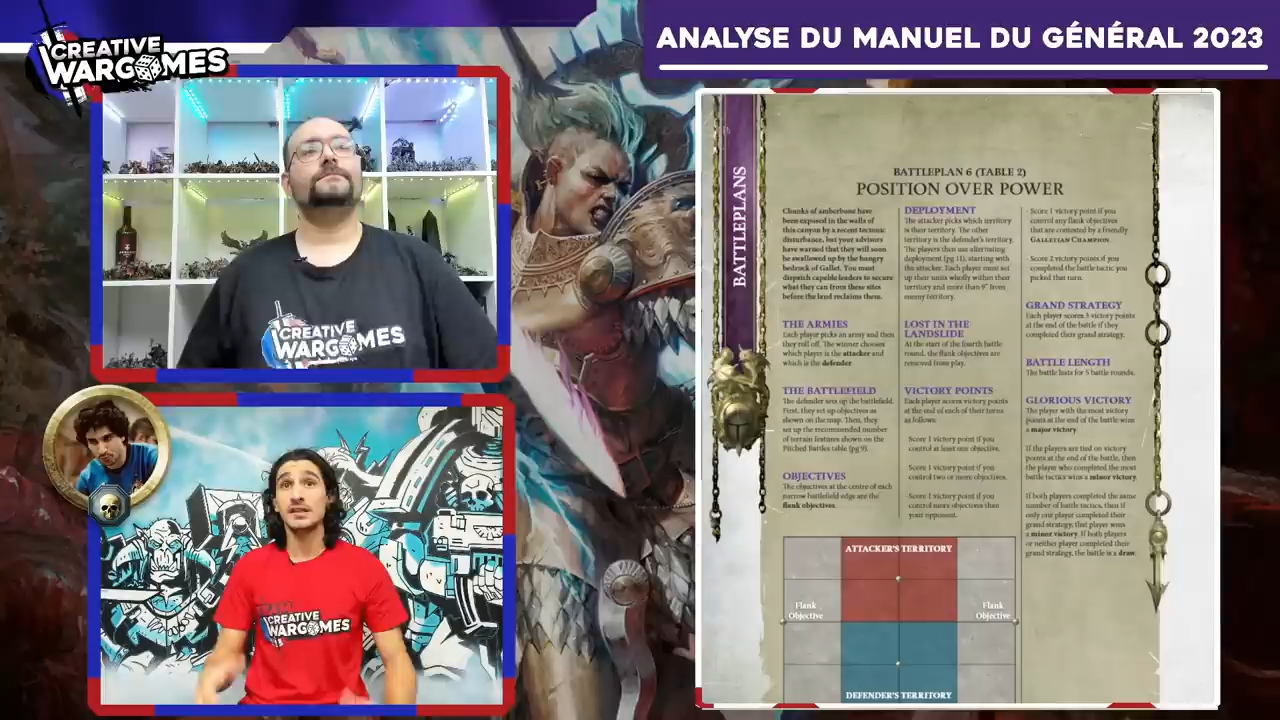 CREATIVE
WARGAMES
ANALYSE DU MANUEL DU GÉNÉRAL 2023
CREATIVE
WARGAMES
CREATIVE
WARGAMES
BATTLEPLANS
BATTLEPLAN 6 (TABLE 2)
POSITION OVER POWER
Chunks of amberbone have
been exposed in the walls of
this canyon by a recent tectonic
disturbance, but your advisors
have warned that they will soon
be swallowed up by the hungry
bedrock of Gallet. You must
dispatch capable leaders to secure
what they can from these sites
before the land reclaims them.
THE ARMIES
Each player picks an army and then
they roll off. The winner chooses
which player is the attacker and
which is the defender.
THE BATTLEFIELD
The defender sets up the battlefield.
First, they set up objectives as
shown on the map. Then, they
set up the recommended number
of terrain features shown on the
Pitched Battles table (pg 9).
OBJECTIVES
The objectives at the centre of each
narrow battlefield edge are the
flank objectives.
DEPLOYMENT
The attacker picks which territory
is their territory. The other
territory is the defender's territory.
The players then use alternating
deployment (pg 11), starting with
the attacker. Each player must set
up their units wholly within their
territory and more than 9" from
enemy territory.
LOST IN THE
LANDSLIDE
At the start of the fourth battle
round, the flank objectives are
removed from play.
VICTORY POINTS
Each player scores victory points
at the end of each of their turns
as follows:
- Score 1 victory point if you
control at least one objective.
- Score 1 victory point if you
control two or more objectives.
- Score 1 victory point if you
control more objectives than
your opponent.
- Score 1 victory point if you
control any flank objectives
that are contested by a friendly
GALLETIAN CHAMPION.
- Score 2 victory points if you
completed the battle tactic you
picked that turn.
GRAND STRATEGY
Each player scores 3 victory points
at the end of the battle if they
completed their grand strategy.
BATTLE LENGTH
The battle lasts for 5 battle rounds.
GLORIOUS VICTORY
The player with the most victory
points at the end of the battle wins
a major victory.
If the players are tied on victory
points at the end of the battle, then
the player who completed the most
battle tactics wins a minor victory.
If both players completed the same
number of battle tactics, then if
only one player completed their
grand strategy, that player wins
a minor victory. If both players
or neither player completed their
grand strategy, the battle is a draw.
ATTACKER'S TERRITORY
Flank
Objective
Flank
Objective
DEFENDER'S TERRITORY